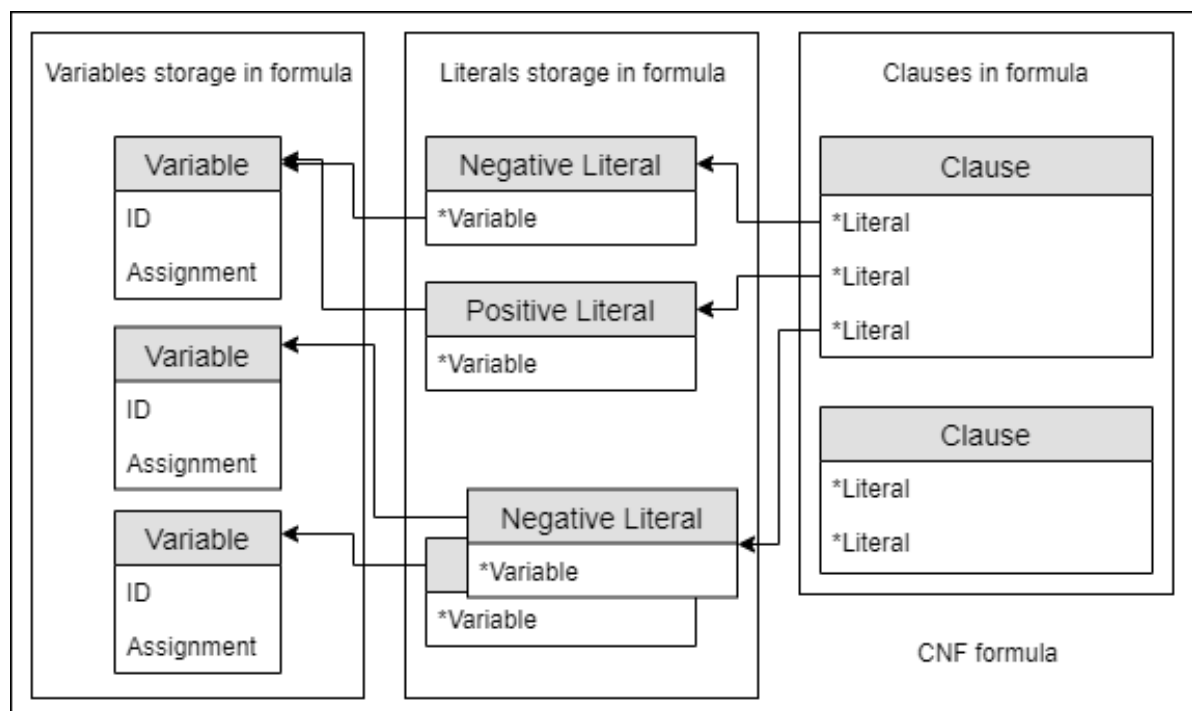 Variables storage in formula
Variable
ID
Assignment
Variable
ID
Assignment
Variable
ID
Assignment
Literals storage in formula
Negative Literal
*Variable
Positive Literal
*Variable
Negative Literal
*Variable
*Variable
Clauses in formula
Clause
*Literal
*Literal
*Literal
Clause
*Literal
*Literal
CNF formula